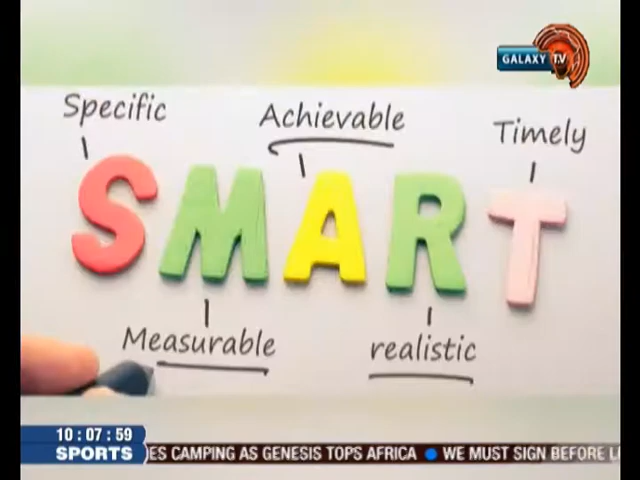 GALAXY TV
Specific
Achievable
Timely
SMART
Measurable
realistic
10:07:59
SPORTS
ES CAMPING AS GENESIS TOPS AFRICA • WE MUST SIGN BEFORE